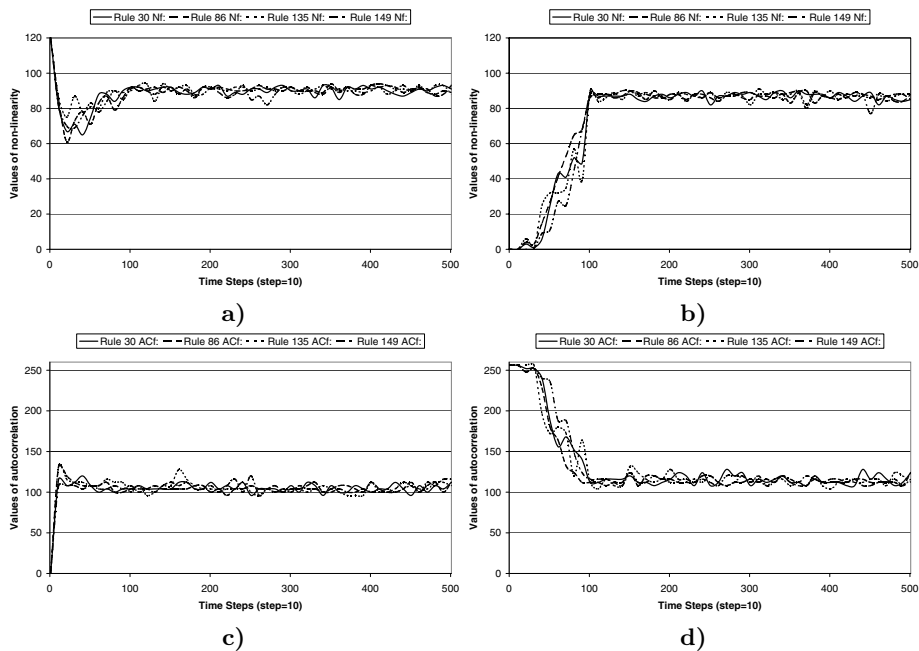 Rule 30 Nf: Rule 86 Nf: Rule 135 Nf: Rule 149 Nf:
Values of non-linearity
120
100
80
60
40
20
0
0 100 200 300 400 500
Time Steps (step=10)
a)
Rule 30 Nf: Rule 86 Nf: Rule 135 Nf: Rule 149 Nf:
Values of non-linearity
120
100
80
60
40
20
0
0 100 200 300 400 500
Time Steps (step=10)
b)
Rule 30 ACf: Rule 86 ACf: Rule 135 ACf: Rule 149 ACf:
Values of autocorrelation
250
200
150
100
50
0
0 100 200 300 400 500
Time Steps (step=10)
c)
Rule 30 ACf: Rule 86 ACf: Rule 135 ACf: Rule 149 ACf:
Values of autocorrelation
250
200
150
100
50
0
0 100 200 300 400 500
Time Steps (step=10)
d)